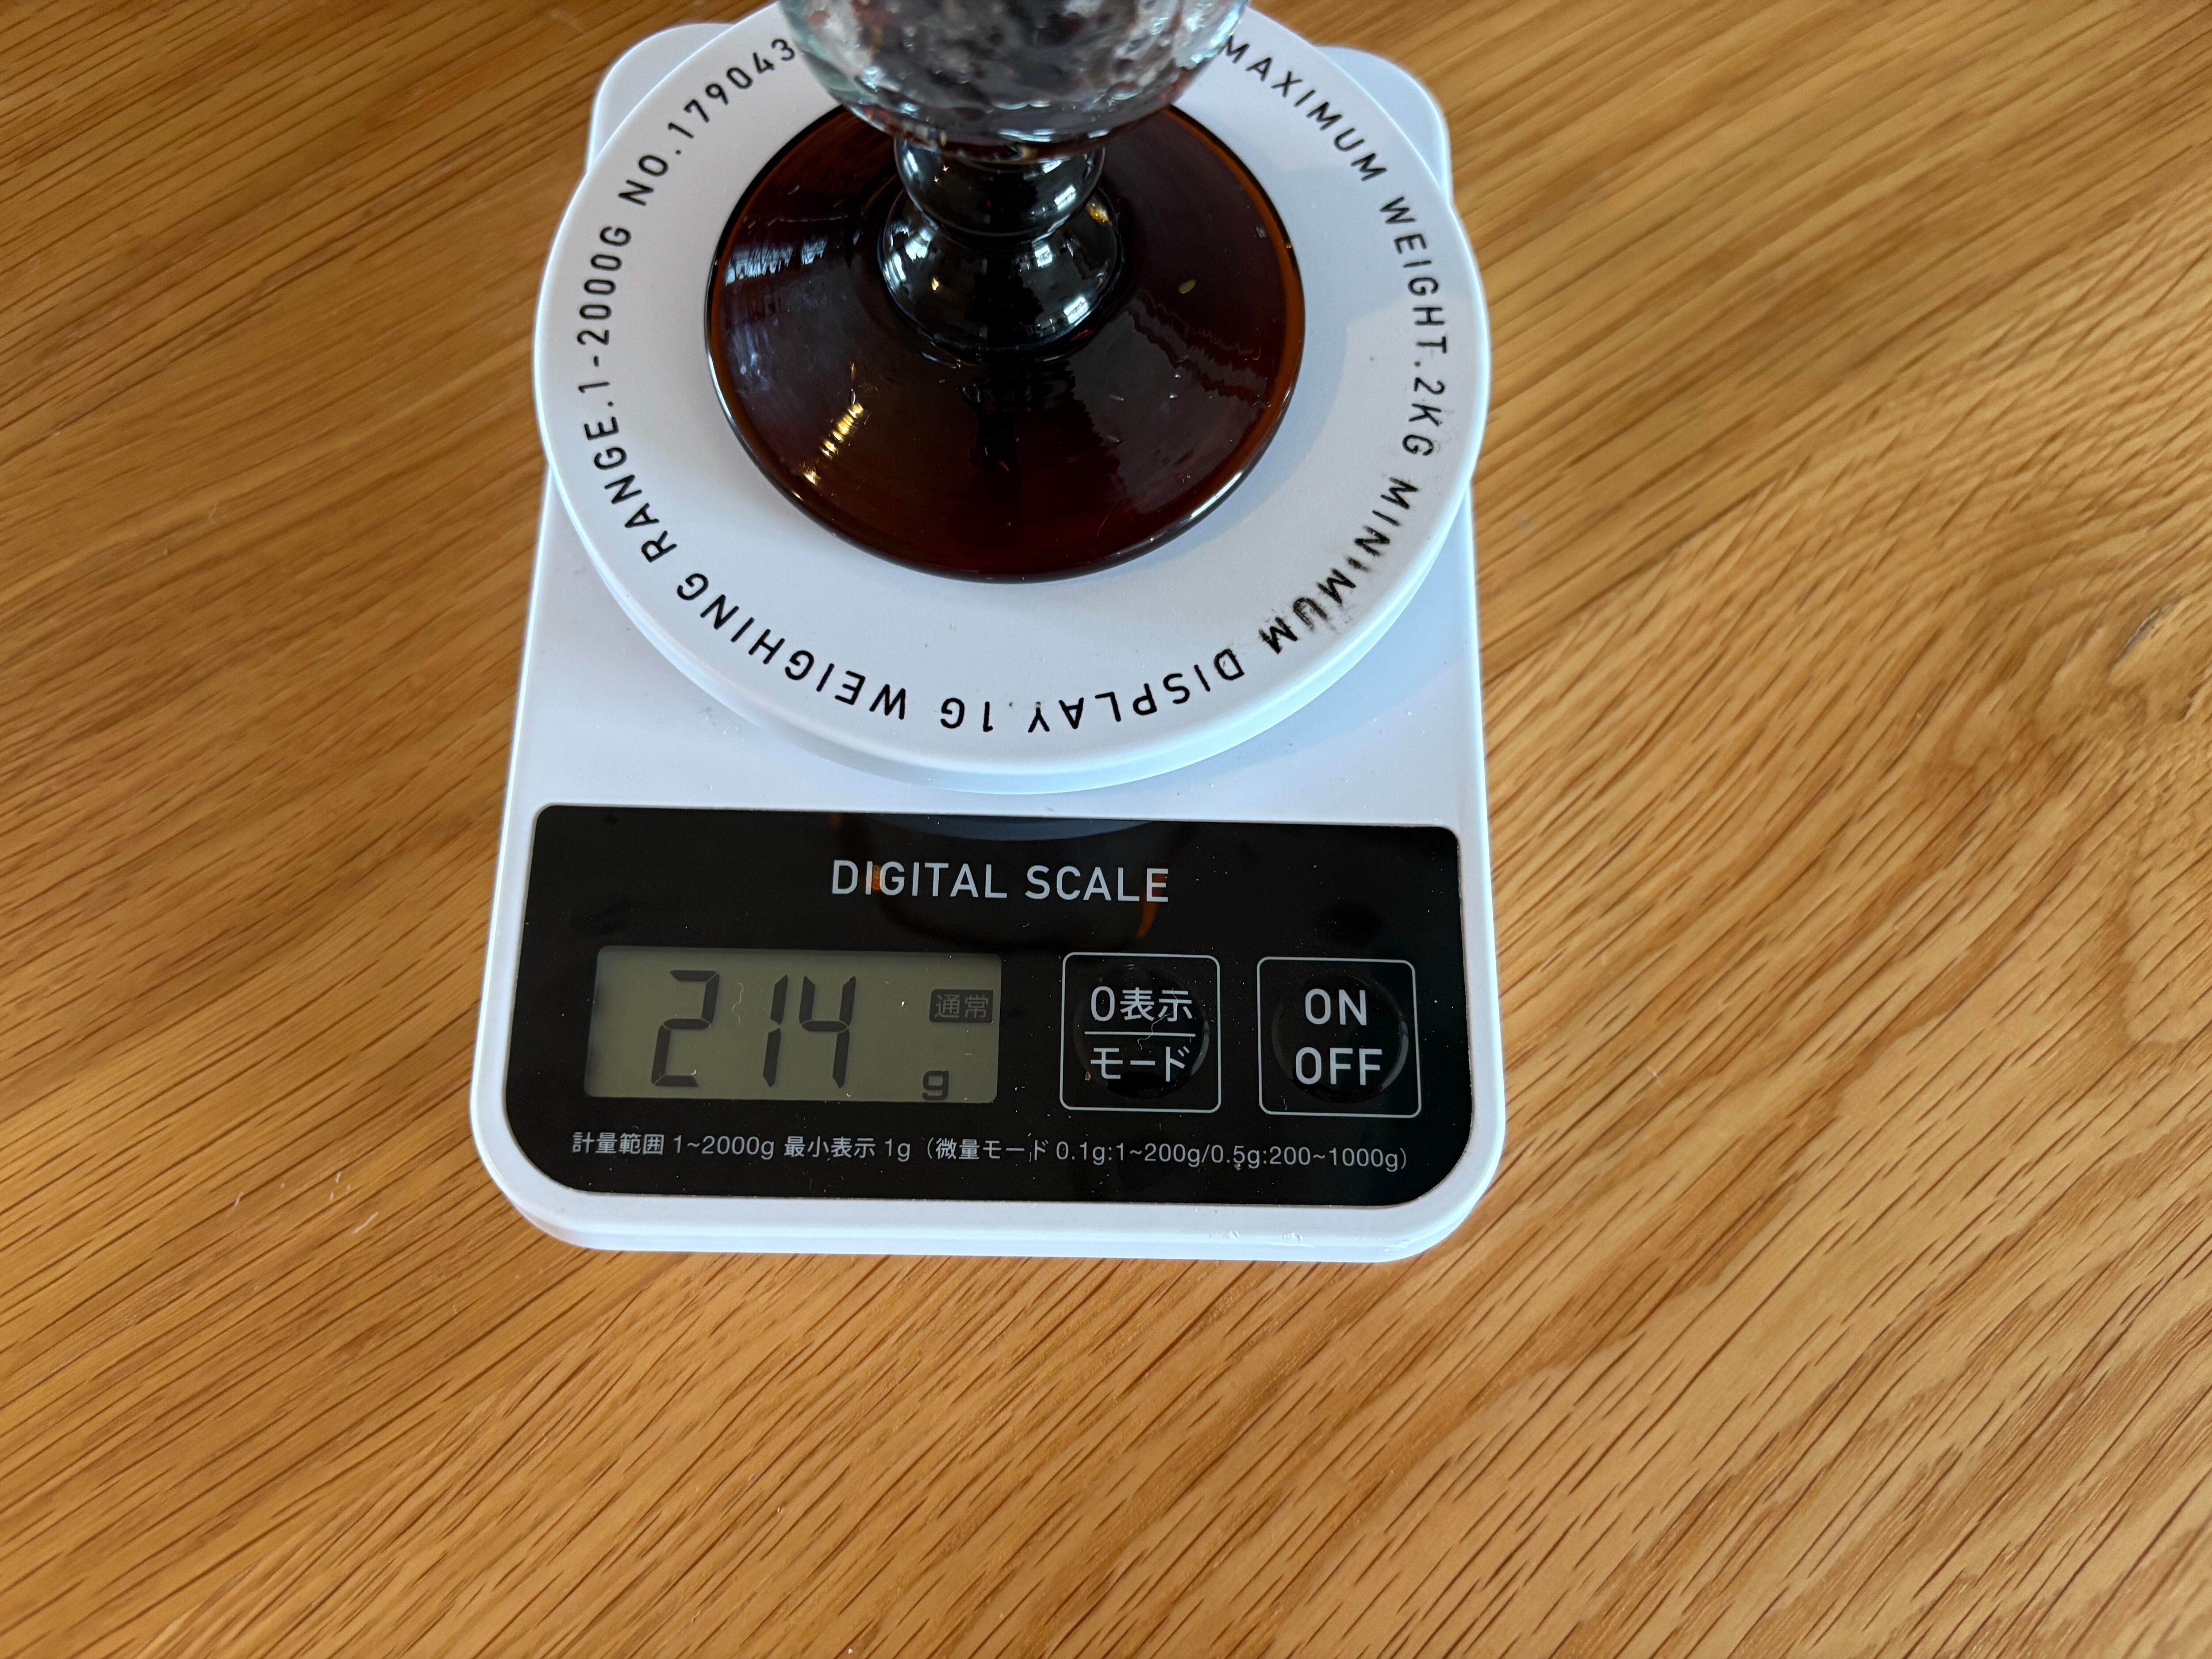 MAXIMUM WEIGHT.2KG MINIMUM DISPLAY.1G WEIGHING RANGE.1-2000G NO.179043
DIGITAL SCALE
214 通常 g
0表示
モード
ON
OFF
計量範囲 1~2000g 最小表示 1g（微量モード 0.1g:1~200g/0.5g:200~1000g）